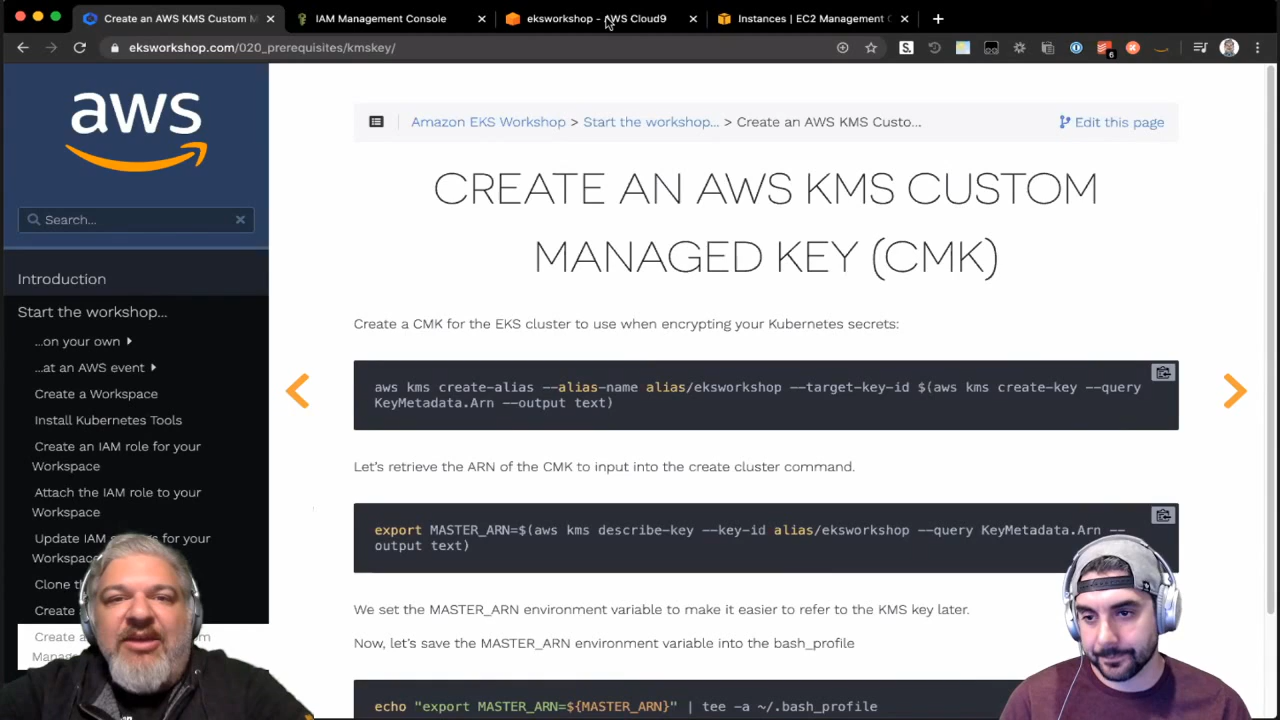 Create an AWS KMS Custom M
IAM Management Console
eksworkshop - AWS Cloud9
Instances | EC2 Management C
eksworkshop.com/020_prerequisites/kmskey/
6
aws
Search...
Introduction
Start the workshop...
...on your own
...at an AWS event
Create a Workspace
Install Kubernetes Tools
Create an IAM role for your
Workspace
Attach the IAM role to your
Workspace
Update IAM settings for your
Workspace
Clone
Create
Create a
Amazon EKS Workshop > Start the workshop... > Create an AWS KMS Custo...
Edit this page
CREATE AN AWS KMS CUSTOM
MANAGED KEY (CMK)
Create a CMK for the EKS cluster to use when encrypting your Kubernetes secrets:
aws kms create-alias --alias-name alias/eksworkshop --target-key-id $(aws kms create-key --query
KeyMetadata.Arn --output text)
Let's retrieve the ARN of the CMK to input into the create cluster command.
export MASTER_ARN=$(aws kms describe-key --key-id alias/eksworkshop --query KeyMetadata.Arn --
output text)
We set the MASTER_ARN environment variable to make it easier to refer to the KMS key later.
Now, let's save the MASTER_ARN environment variable into the bash_profile
echo "export MASTER_ARN=${MASTER_ARN}" | tee -a ~/.bash_profile